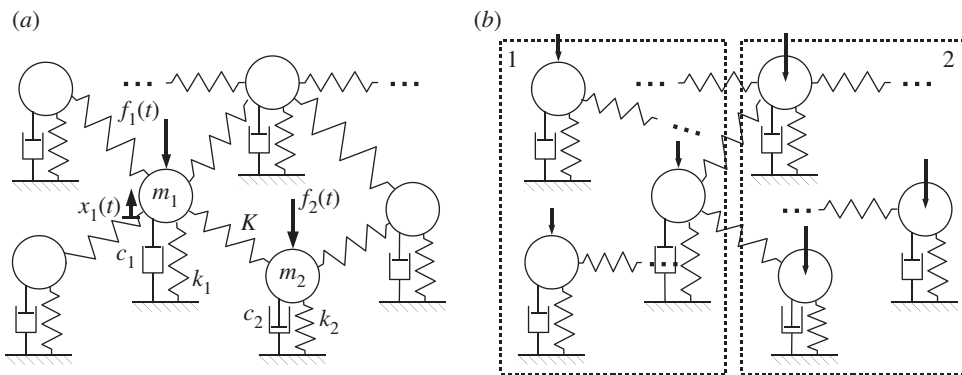 (a)
(b)
1
2
f₁(t)
m₁
x₁(t)
K
f₂(t)
c₁
k₁
m₂
c₂
k₂